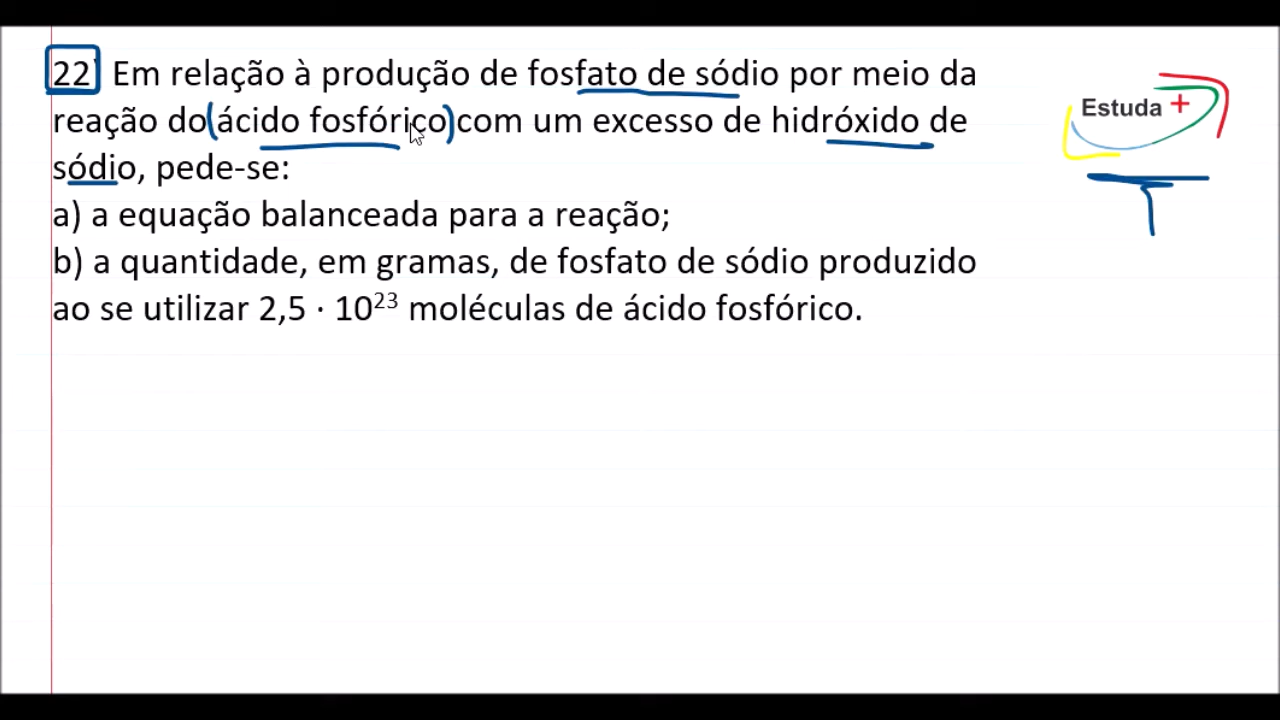 22) Em relação à produção de fosfato de sódio por meio da
reação do (ácido fosfórico) com um excesso de hidróxido de
sódio, pede-se:
a) a equação balanceada para a reação;
b) a quantidade, em gramas, de fosfato de sódio produzido
ao se utilizar 2,5 · 10²³ moléculas de ácido fosfórico.
Estuda +